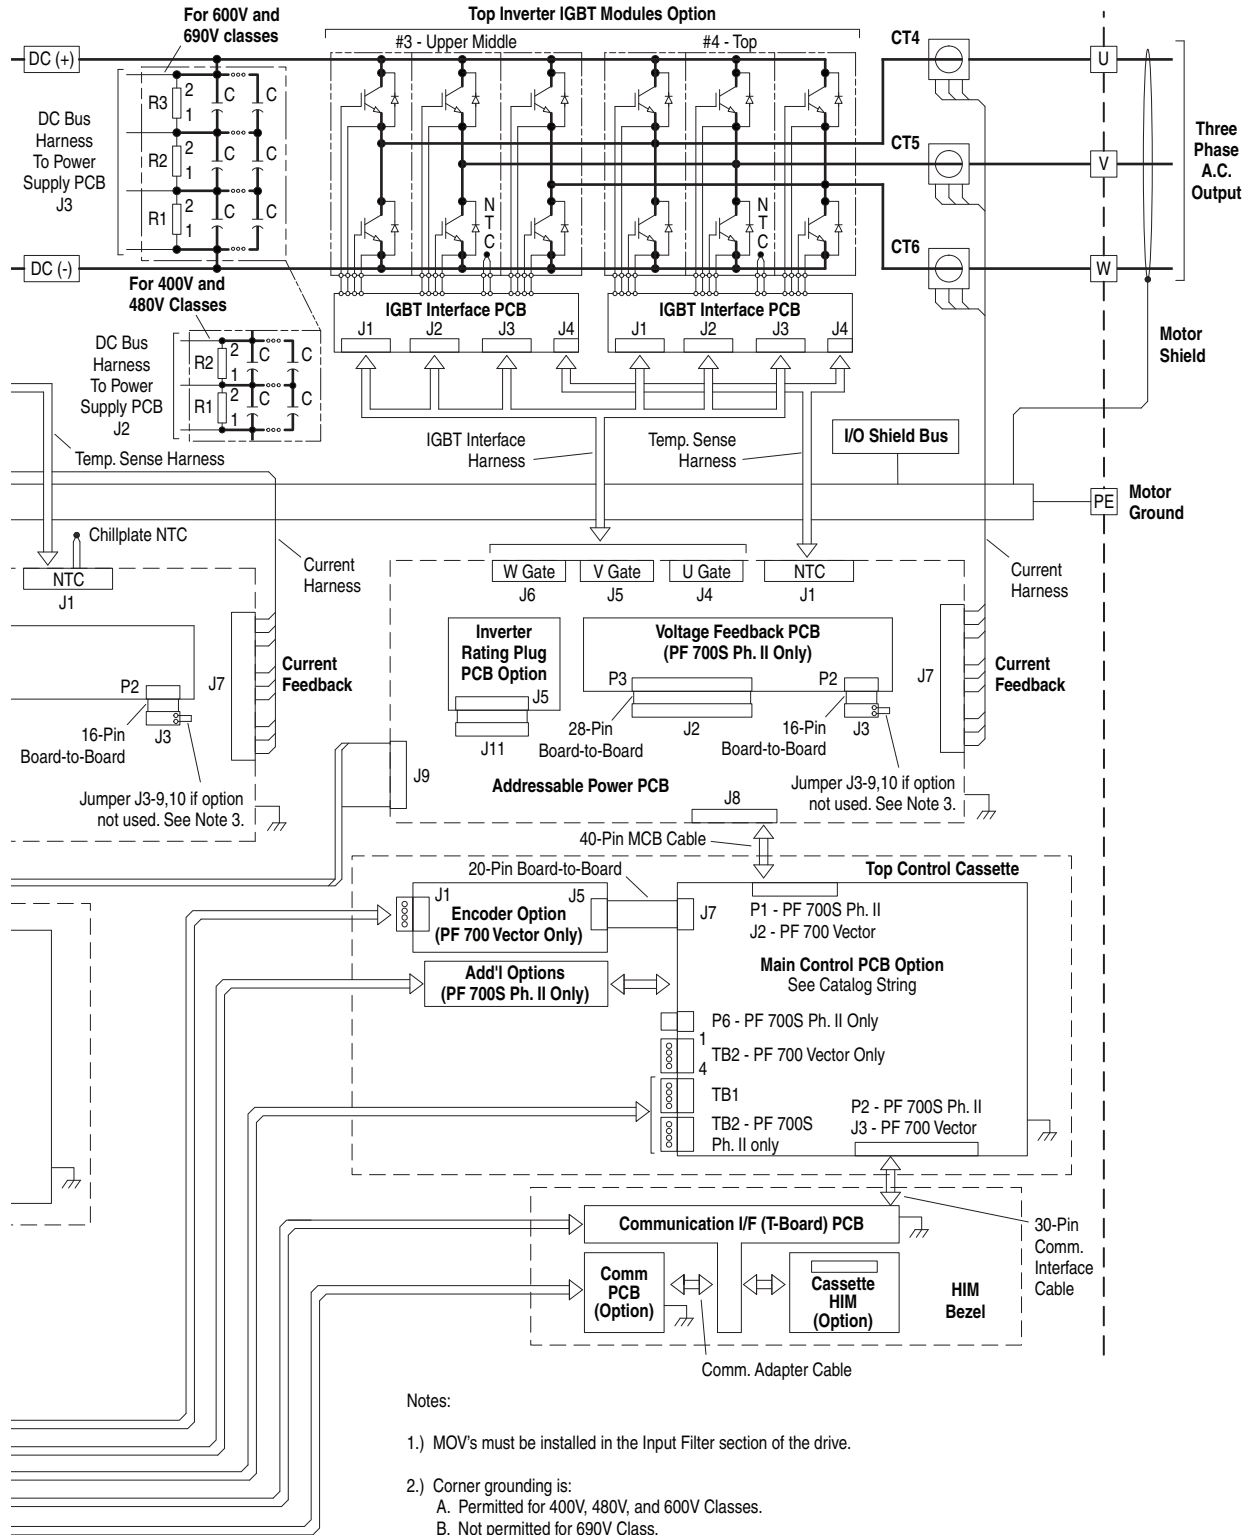 For 600V and
690V classes
Top Inverter IGBT Modules Option
#3 - Upper Middle
#4 - Top
CT4
DC (+)
U
DC Bus
Harness
To Power
Supply PCB
J3
R3
2
1
C
C
R2
2
1
C
C
R1
2
1
C
C
CT5
V
Three
Phase
A.C.
Output
NTC
NTC
CT6
DC (-)
W
For 400V and
480V Classes
IGBT Interface PCB
J1
J2
J3
J4
IGBT Interface PCB
J1
J2
J3
J4
Motor
Shield
DC Bus
Harness
To Power
Supply PCB
J2
R2
2
1
C
C
R1
2
1
C
C
Temp. Sense Harness
IGBT Interface
Harness
Temp. Sense
Harness
I/O Shield Bus
PE
Motor
Ground
Chillplate NTC
NTC
J1
Current
Harness
W Gate
V Gate
U Gate
NTC
J6
J5
J4
J1
Current
Harness
Inverter
Rating Plug
PCB Option
J5
J11
Voltage Feedback PCB
(PF 700S Ph. II Only)
P3
P2
28-Pin
Board-to-Board
J2
16-Pin
Board-to-Board
J3
J7
Current
Feedback
P2
J7
Current
Feedback
16-Pin
Board-to-Board
J3
Jumper J3-9,10 if option
not used. See Note 3.
J9
Addressable Power PCB
J8
Jumper J3-9,10 if option
not used. See Note 3.
40-Pin MCB Cable
20-Pin Board-to-Board
Top Control Cassette
J1
J5
Encoder Option
(PF 700 Vector Only)
J7
P1 - PF 700S Ph. II
J2 - PF 700 Vector
Main Control PCB Option
See Catalog String
Add'l Options
(PF 700S Ph. II Only)
P6 - PF 700S Ph. II Only
1
TB2 - PF 700 Vector Only
4
TB1
TB2 - PF 700S
Ph. II only
P2 - PF 700S Ph. II
J3 - PF 700 Vector
Communication I/F (T-Board) PCB
30-Pin
Comm.
Interface
Cable
Comm
PCB
(Option)
Cassette
HIM
(Option)
HIM
Bezel
Comm. Adapter Cable
Notes:
1.) MOV's must be installed in the Input Filter section of the drive.
2.) Corner grounding is:
A. Permitted for 400V, 480V, and 600V Classes.
B. Not permitted for 690V Class.